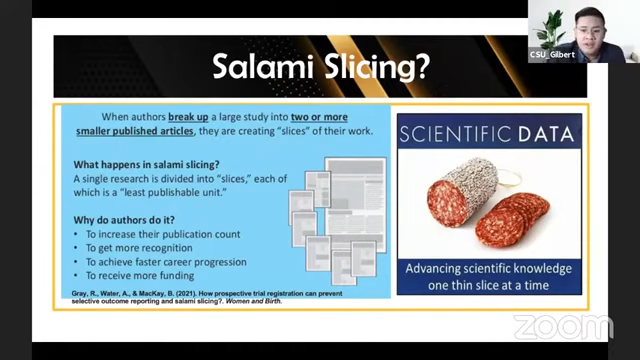 CSU_Gilbert
Salami Slicing?
When authors break up a large study into two or more
smaller published articles, they are creating "slices" of their work.
What happens in salami slicing?
A single research is divided into "slices," each of
which is a "least publishable unit."
Why do authors do it?
• To increase their publication count
• To get more recognition
• To achieve faster career progression
• To receive more funding
Gray, R., Water, A., & MacKay, B. (2021). How prospective trial registration can prevent
selective outcome reporting and salami slicing?. Women and Birth.
SCIENTIFIC DATA
Advancing scientific knowledge
one thin slice at a time
zoom